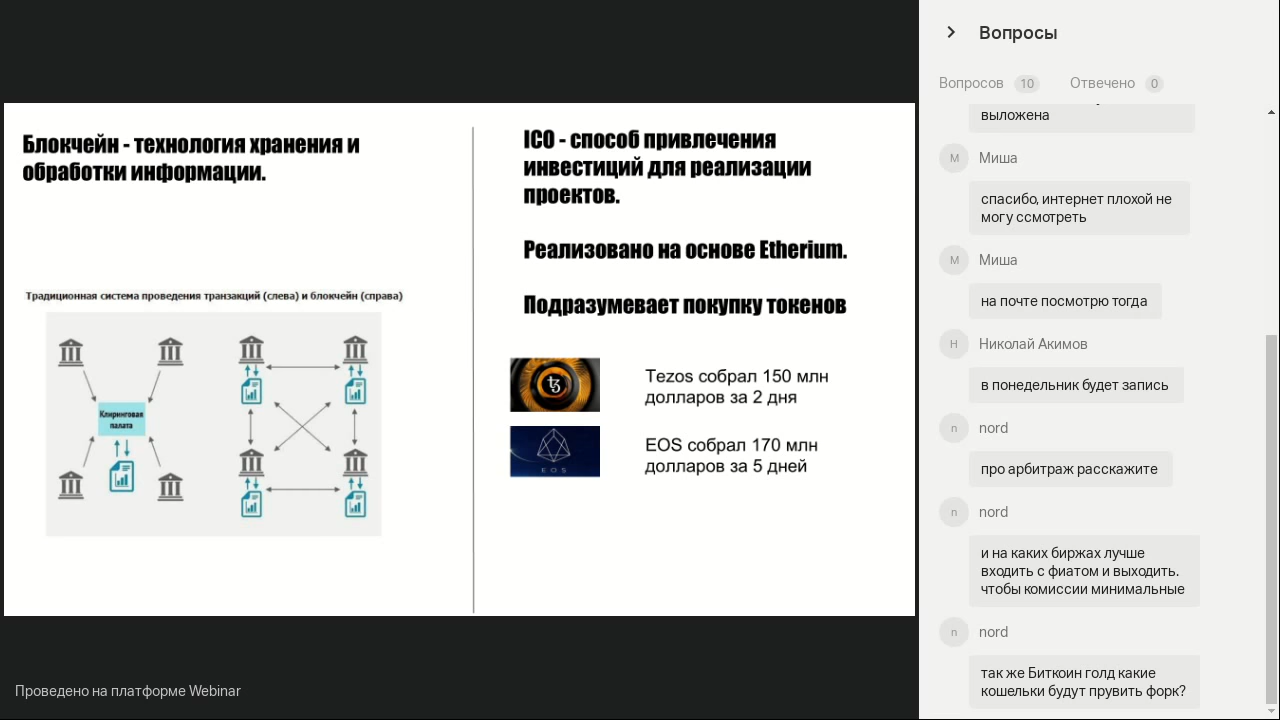 Блокчейн - технология хранения и
обработки информации.
Традиционная система проведения транзакций (слева) и блокчейн (справа)
Клиринговая
палата
ICO - способ привлечения
инвестиций для реализации
проектов.
Реализовано на основе Etherium.
Подразумевает покупку токенов
Tezos собрал 150 млн
долларов за 2 дня
EOS
EOS собрал 170 млн
долларов за 5 дней
Проведено на платформе Webinar
Вопросы
Вопросов 10 Отвечено 0
выложена
М Миша
спасибо, интернет плохой не
могу ссмотреть
М Миша
на почте посмотрю тогда
Н Николай Акимов
в понедельник будет запись
n nord
про арбитраж расскажите
n nord
и на каких биржах лучше
входить с фиатом и выходить.
чтобы комиссии минимальные
n nord
так же Биткоин голд какие
кошельки будут прувить форк?